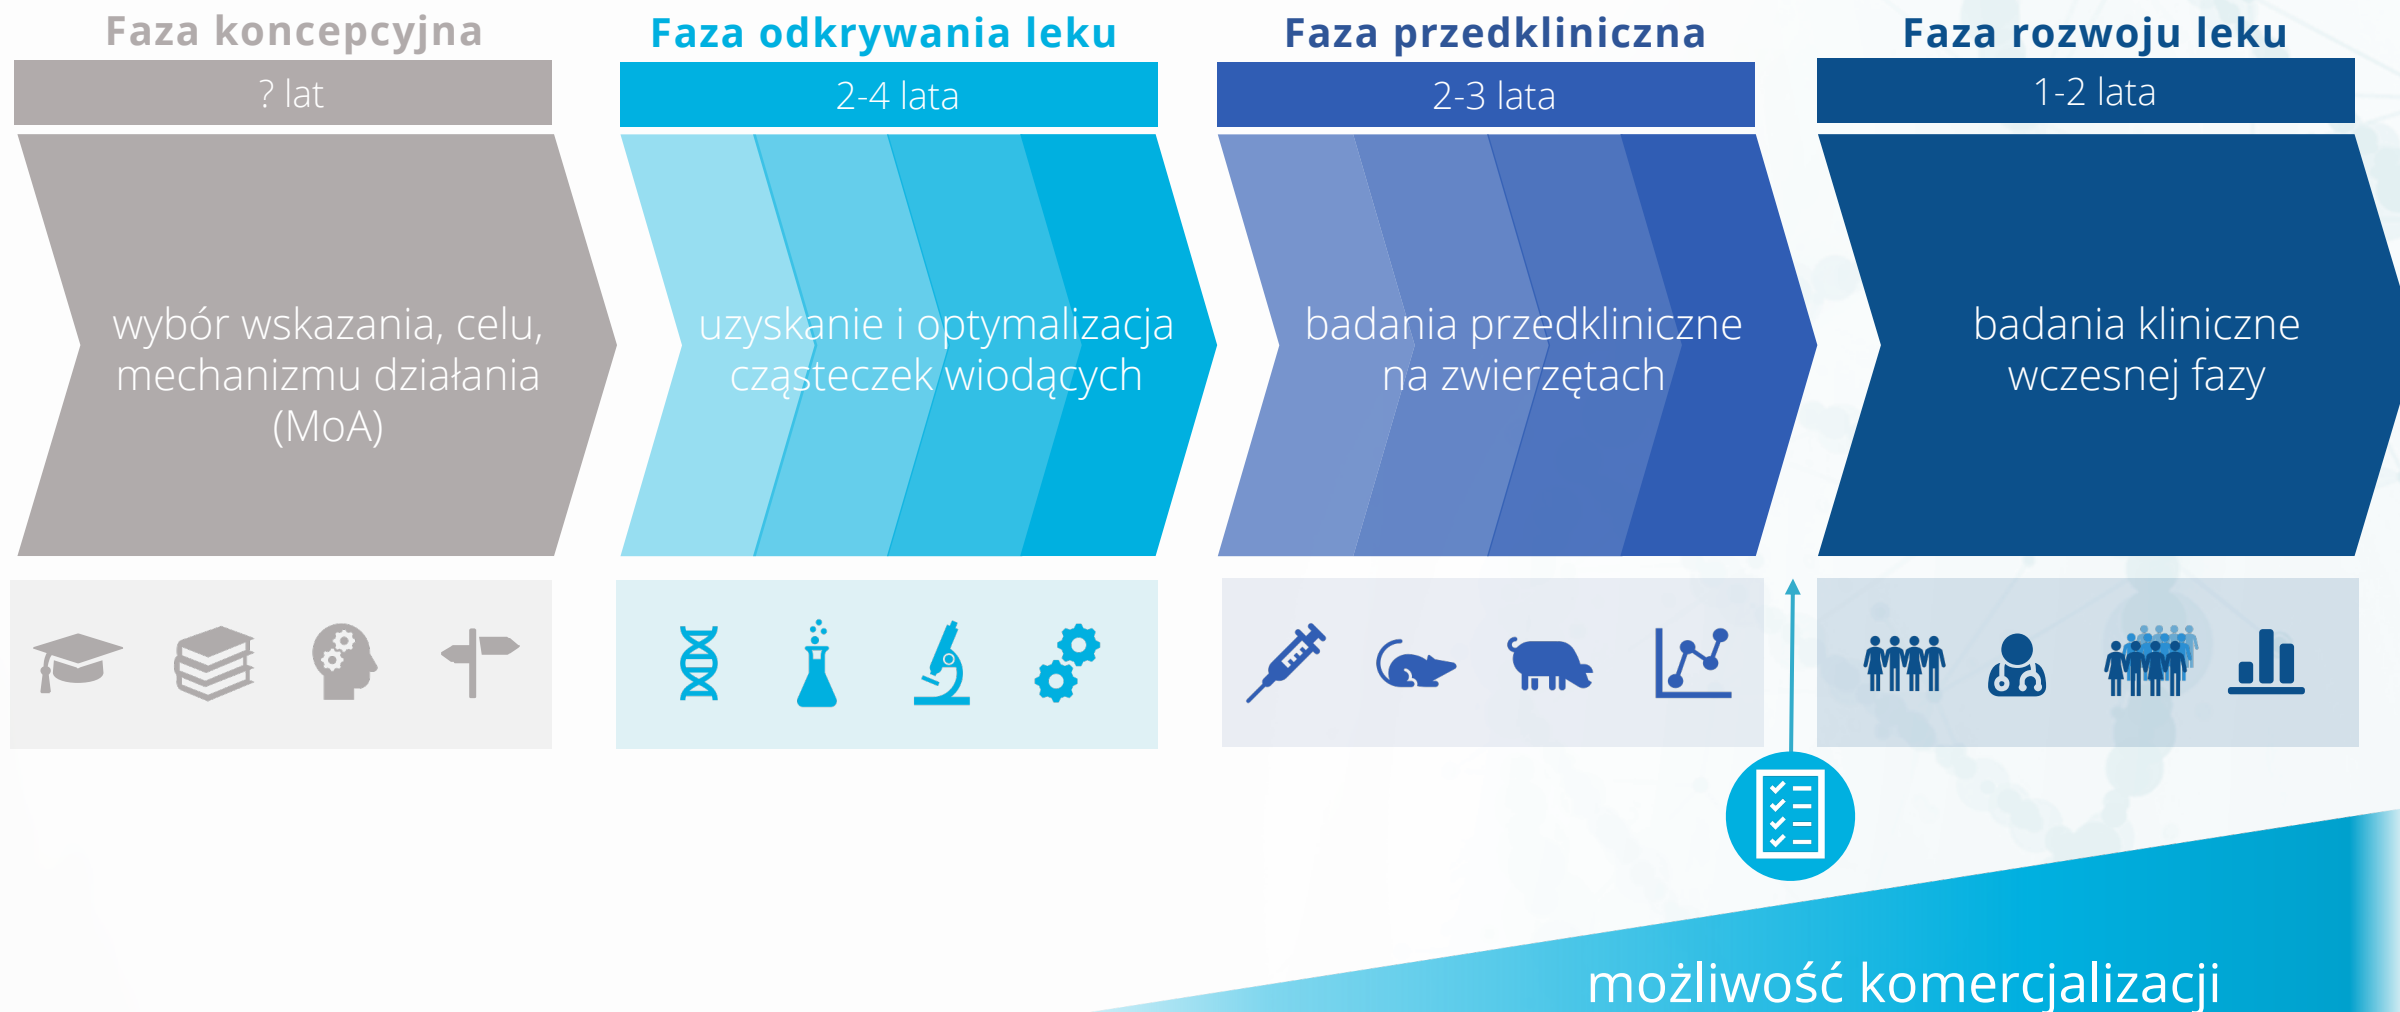 Faza koncepcyjna
? lat
wybór wskazania, celu,
mechanizmu działania
(MoA)
Faza odkrywania leku
2-4 lata
uzyskanie i optymalizacja
cząsteczek wiodących
Faza przedkliniczna
2-3 lata
badania przedkliniczne
na zwierzętach
Faza rozwoju leku
1-2 lata
badania kliniczne
wczesnej fazy
możliwość komercjalizacji